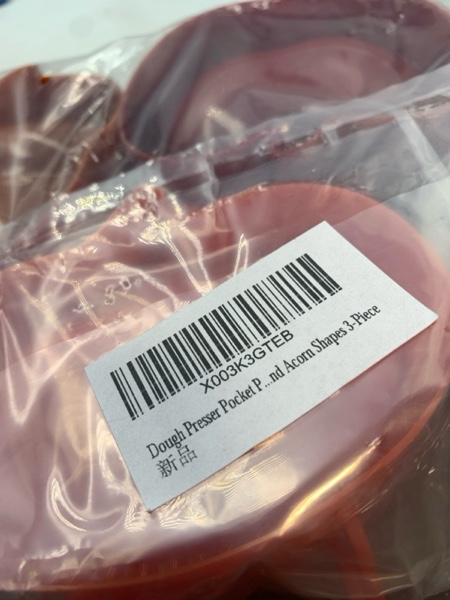 X003K3GTEB
Dough Presser Pocket P...nd Acorn Shapes 3-Piece
新品